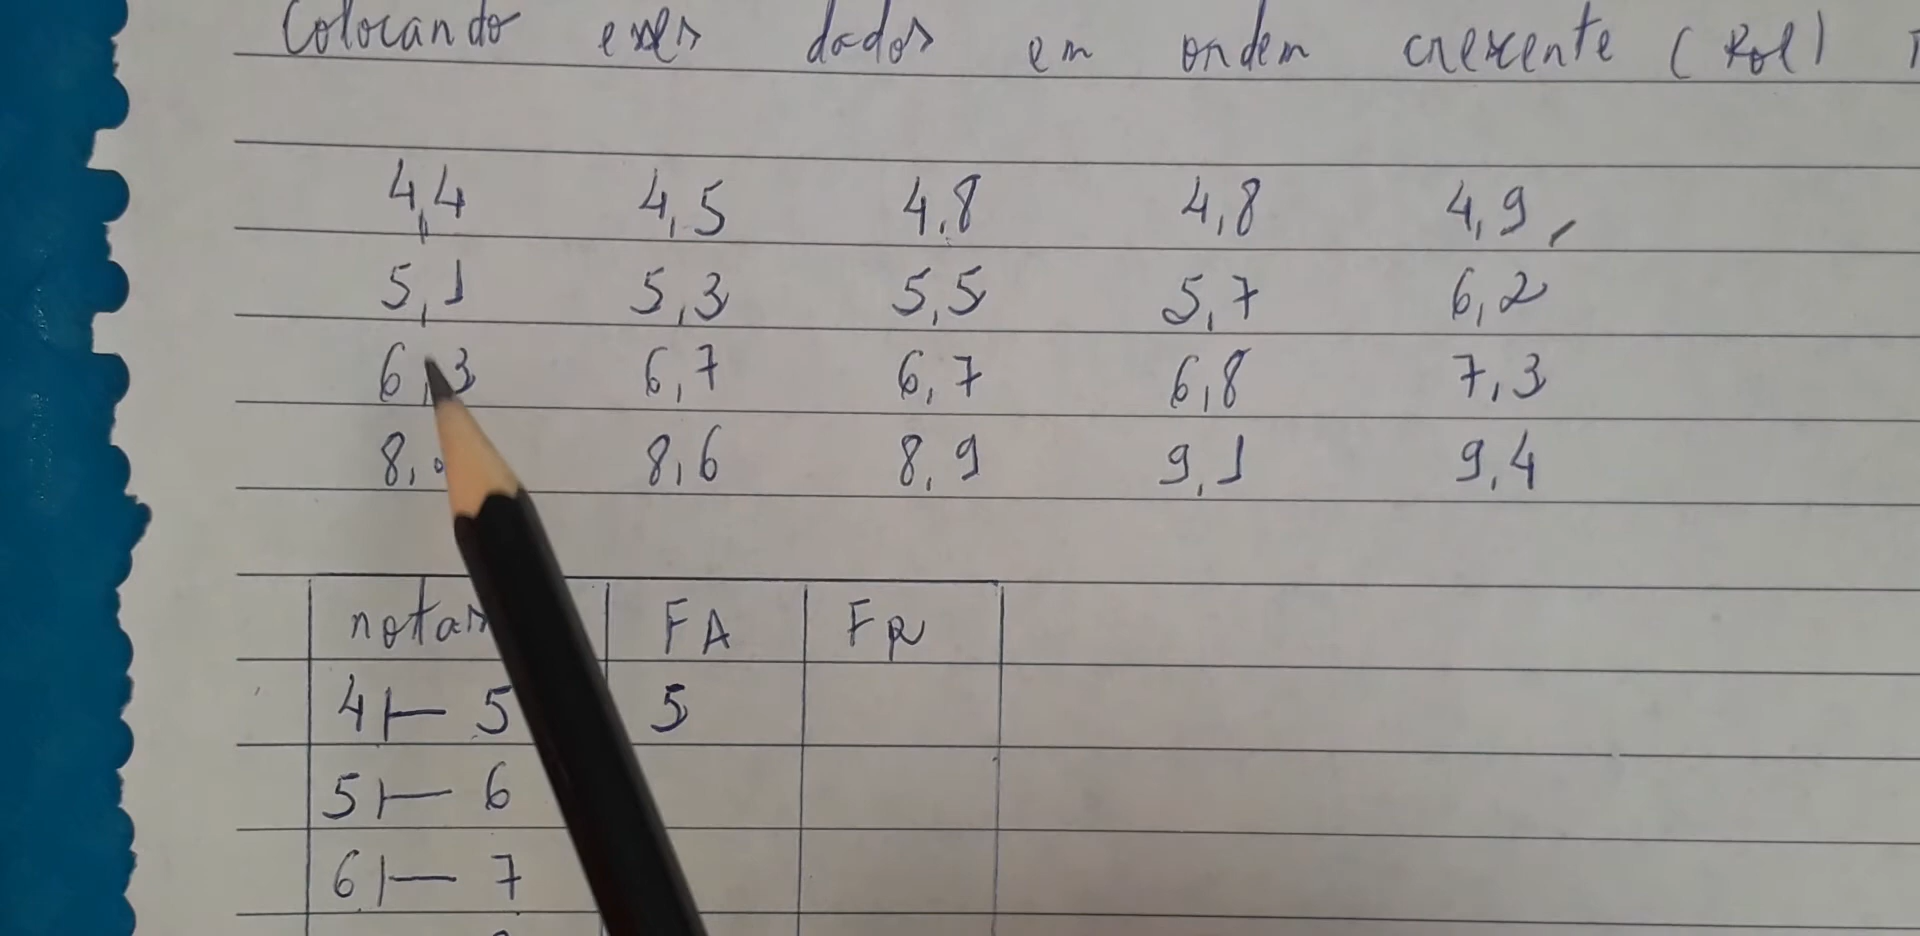 Colocando esses dados em ordem crescente (Rol)
4,4 4,5 4,8 4,8 4,9
5,1 5,3 5,5 5,7 6,2
6,3 6,7 6,7 6,8 7,3
8,6 8,9 9,1 9,4
notas FA FR
4 |— 5 5
5 |— 6
6 |— 7